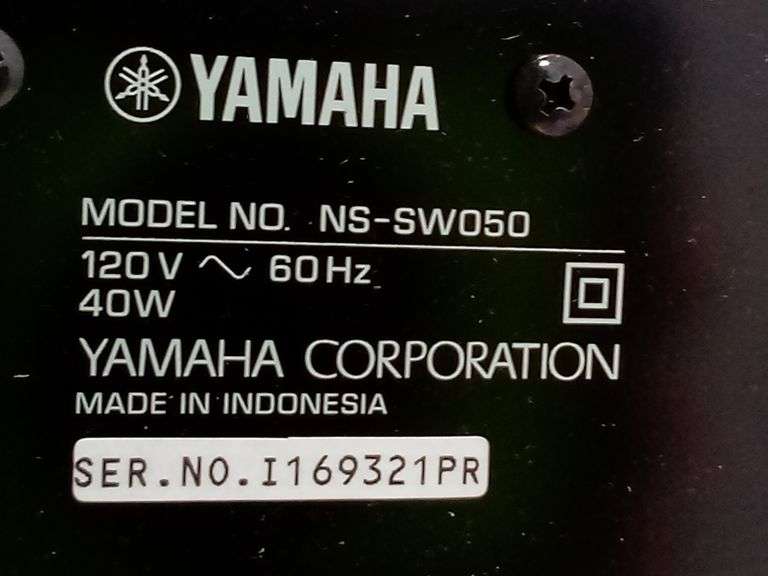 YAMAHA
MODEL NO. NS-SW050
120V ~ 60Hz
40W
YAMAHA CORPORATION
MADE IN INDONESIA
SER.NO.I169321PR